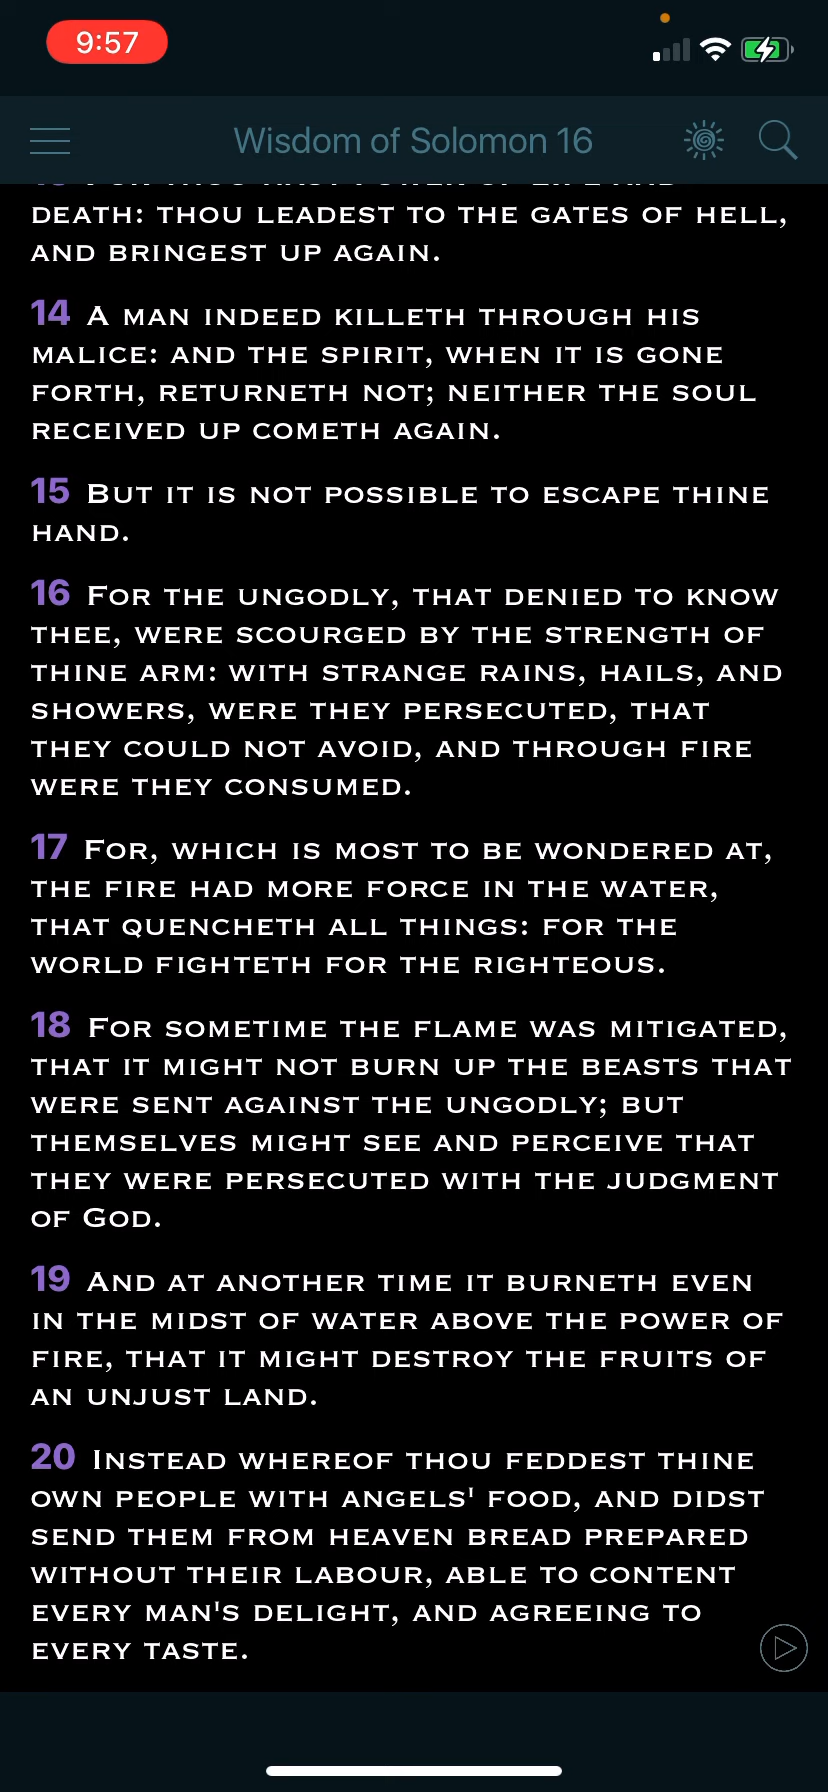 9:57
Wisdom of Solomon 16
DEATH: THOU LEADEST TO THE GATES OF HELL,
AND BRINGEST UP AGAIN.
14 A MAN INDEED KILLETH THROUGH HIS
MALICE: AND THE SPIRIT, WHEN IT IS GONE
FORTH, RETURNETH NOT; NEITHER THE SOUL
RECEIVED UP COMETH AGAIN.
15 BUT IT IS NOT POSSIBLE TO ESCAPE THINE
HAND.
16 FOR THE UNGODLY, THAT DENIED TO KNOW
THEE, WERE SCOURGED BY THE STRENGTH OF
THINE ARM: WITH STRANGE RAINS, HAILS, AND
SHOWERS, WERE THEY PERSECUTED, THAT
THEY COULD NOT AVOID, AND THROUGH FIRE
WERE THEY CONSUMED.
17 FOR, WHICH IS MOST TO BE WONDERED AT,
THE FIRE HAD MORE FORCE IN THE WATER,
THAT QUENCHETH ALL THINGS: FOR THE
WORLD FIGHTETH FOR THE RIGHTEOUS.
18 FOR SOMETIME THE FLAME WAS MITIGATED,
THAT IT MIGHT NOT BURN UP THE BEASTS THAT
WERE SENT AGAINST THE UNGODLY; BUT
THEMSELVES MIGHT SEE AND PERCEIVE THAT
THEY WERE PERSECUTED WITH THE JUDGMENT
OF GOD.
19 AND AT ANOTHER TIME IT BURNETH EVEN
IN THE MIDST OF WATER ABOVE THE POWER OF
FIRE, THAT IT MIGHT DESTROY THE FRUITS OF
AN UNJUST LAND.
20 INSTEAD WHEREOF THOU FEDDEST THINE
OWN PEOPLE WITH ANGELS' FOOD, AND DIDST
SEND THEM FROM HEAVEN BREAD PREPARED
WITHOUT THEIR LABOUR, ABLE TO CONTENT
EVERY MAN'S DELIGHT, AND AGREEING TO
EVERY TASTE.